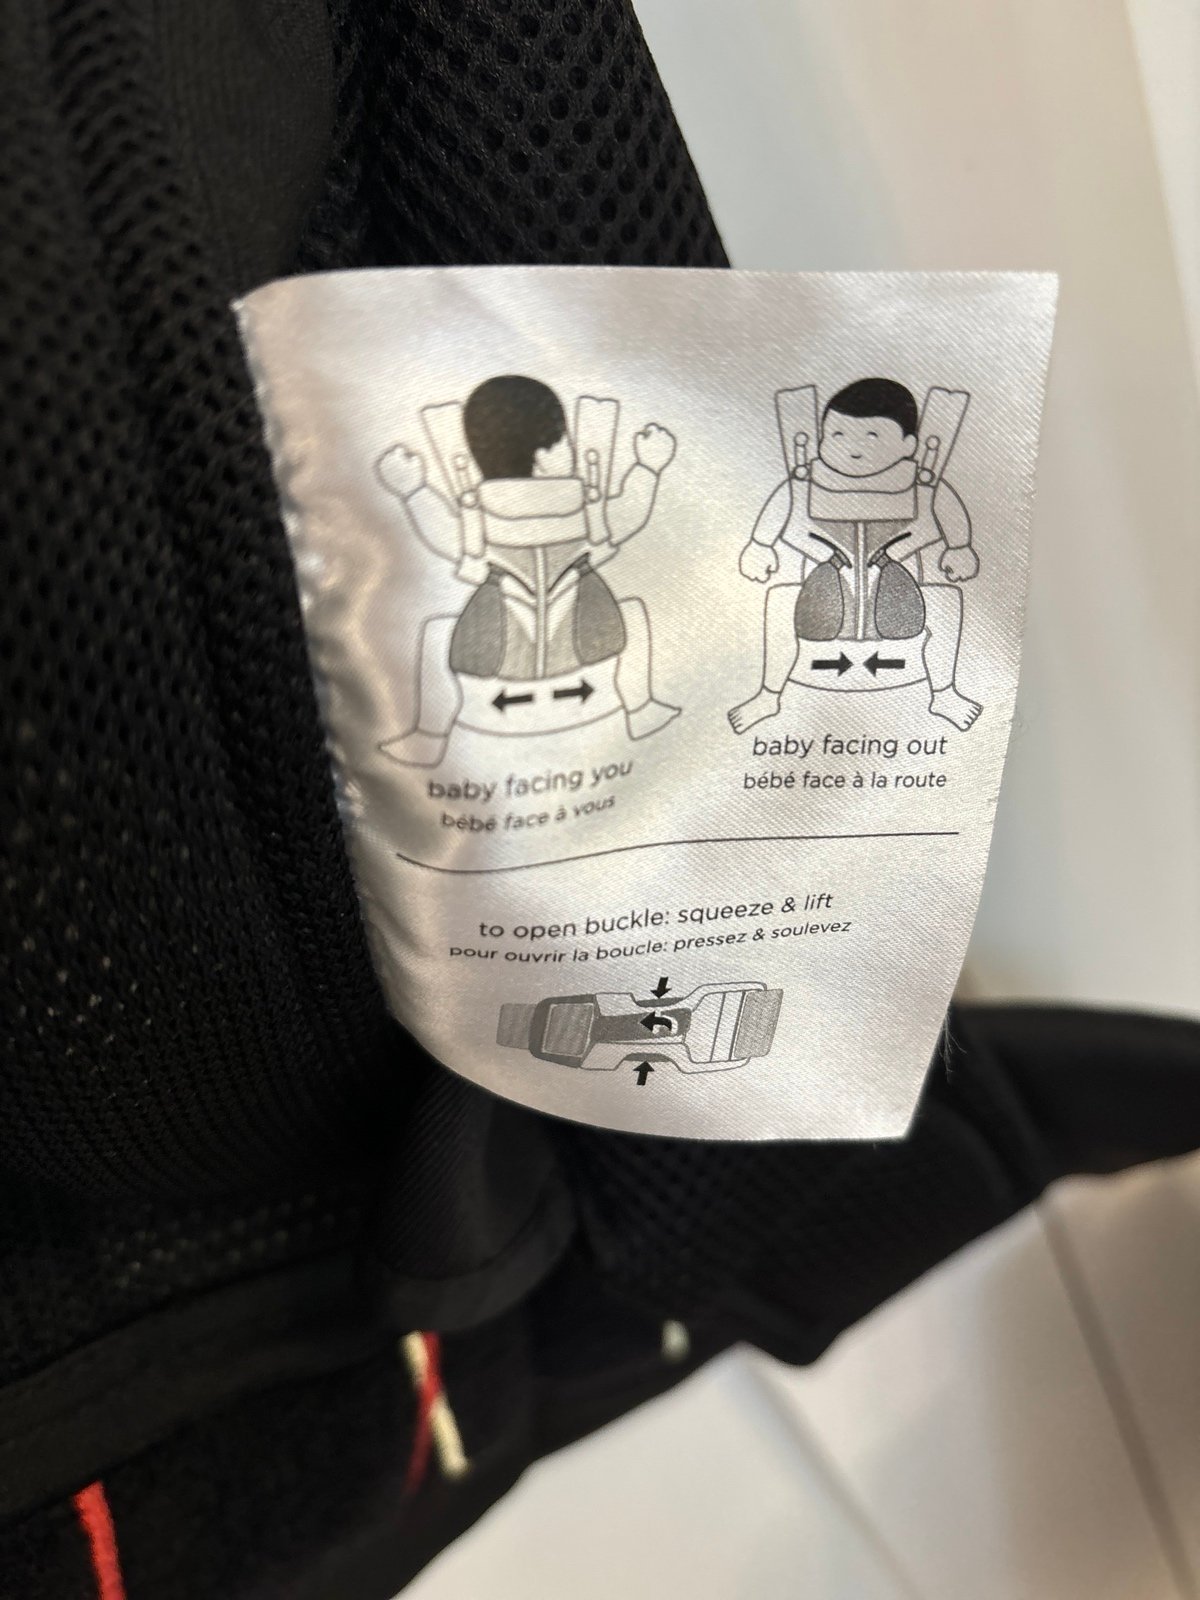 baby facing you
bébé face à vous
baby facing out
bébé face à la route
to open buckle: squeeze & lift
pour ouvrir la boucle: pressez & soulevez